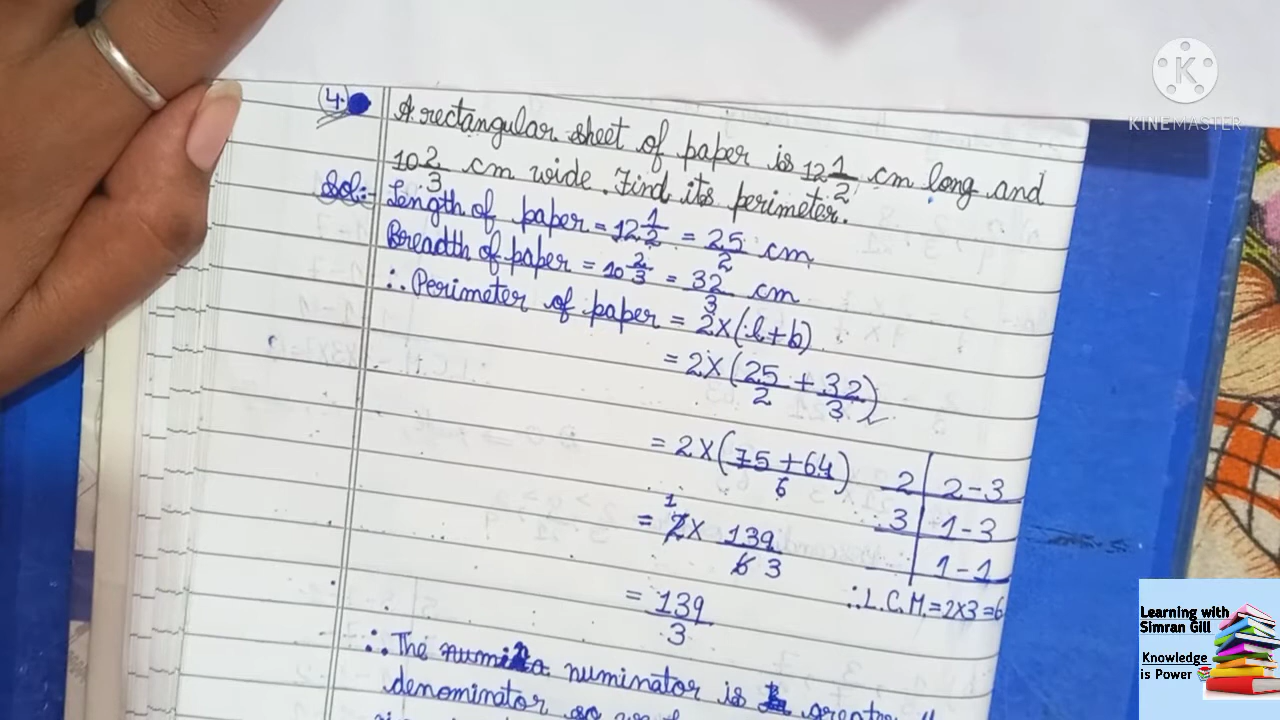 4.
A rectangular sheet of paper is 12 1/2 cm long and
10 2/3 cm wide. Find its perimeter.
Sol:- Length of paper = 12 1/2 = 25/2 cm
Breadth of paper = 10 2/3 = 32/3 cm
∴ Perimeter of paper = 2×(l+b)
= 2×(25/2 + 32/3)
= 2×(75+64/6)
= 2× 139/6 3
1
= 139/3
2 | 2-3
3 | 1-3
1-1
∴ L.C.M. = 2×3=6
∴ The numinator is greater
denominator so
KINEMASTER
Learning with
Simran Gill
Knowledge
is Power